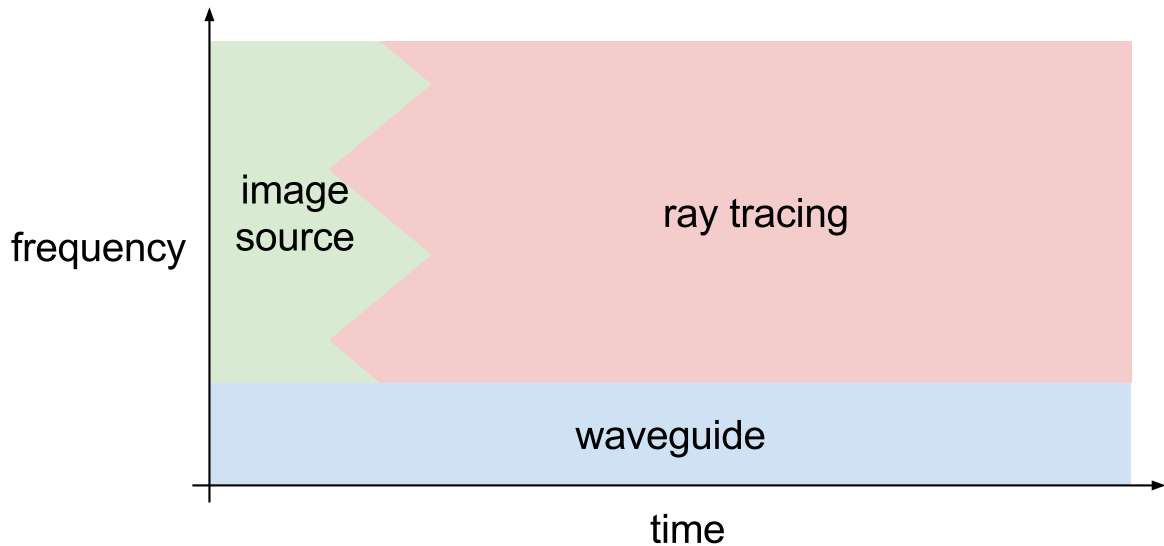 image
source
ray tracing
frequency
waveguide
time